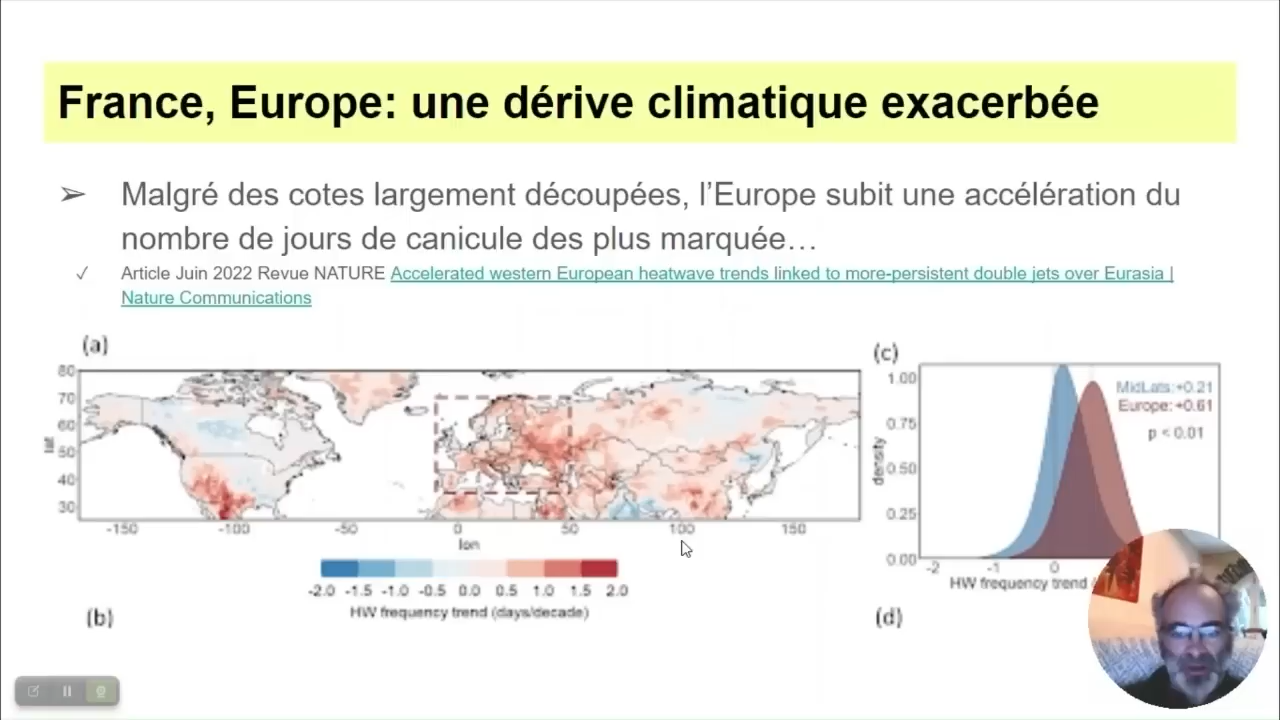 France, Europe: une dérive climatique exacerbée
➢ Malgré des cotes largement découpées, l’Europe subit une accélération du
nombre de jours de canicule des plus marquée…
✓ Article Juin 2022 Revue NATURE Accelerated western European heatwave trends linked to more-persistent double jets over Eurasia |
Nature Communications
(a)
80
70
60
50
40
30
lat
-150 -100 -50 0 50 100 150
lon
-2.0 -1.5 -1.0 -0.5 0.0 0.5 1.0 1.5 2.0
HW frequency trend (days/decade)
(b)
(c)
1.00
0.75
0.50
0.25
0.00
density
MidLats:+0.21
Europe:+0.61
p < 0.01
-2 -1 0
HW frequency trend (
(d)